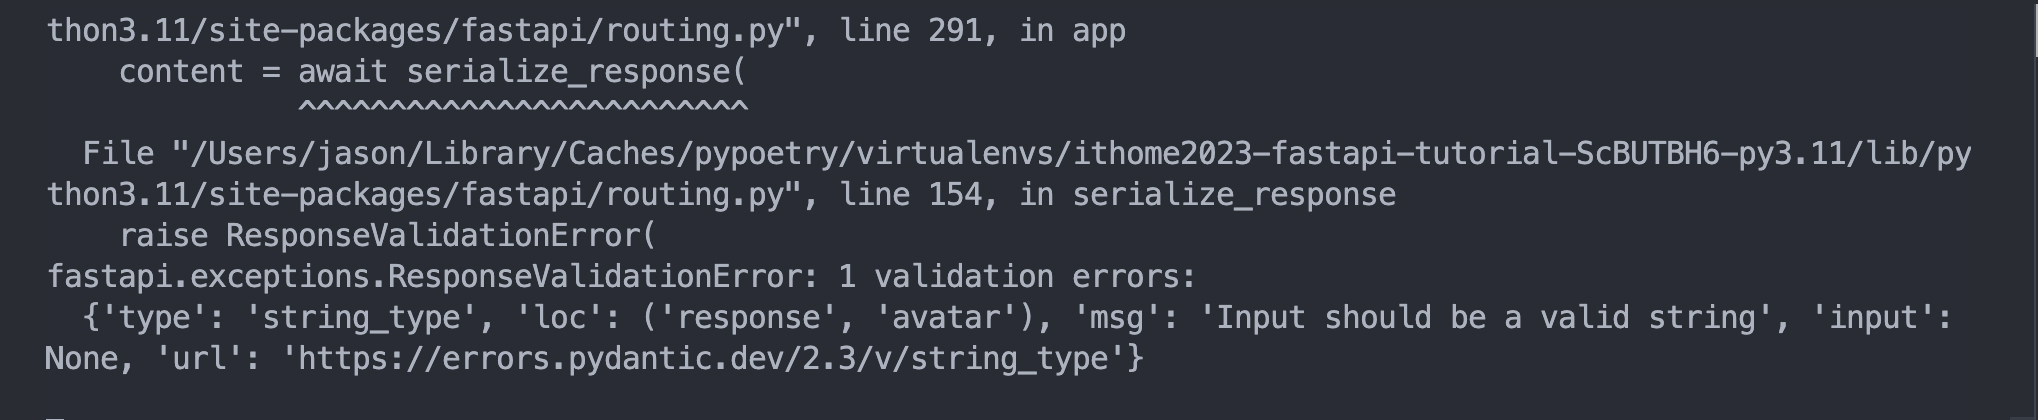 thon3.11/site-packages/fastapi/routing.py", line 291, in app
    content = await serialize_response(
              ^^^^^^^^^^^^^^^^^^^^^^^^^
  File "/Users/jason/Library/Caches/pypoetry/virtualenvs/ithome2023-fastapi-tutorial-ScBUTBH6-py3.11/lib/py
thon3.11/site-packages/fastapi/routing.py", line 154, in serialize_response
    raise ResponseValidationError(
fastapi.exceptions.ResponseValidationError: 1 validation errors:
  {'type': 'string_type', 'loc': ('response', 'avatar'), 'msg': 'Input should be a valid string', 'input':
None, 'url': 'https://errors.pydantic.dev/2.3/v/string_type'}